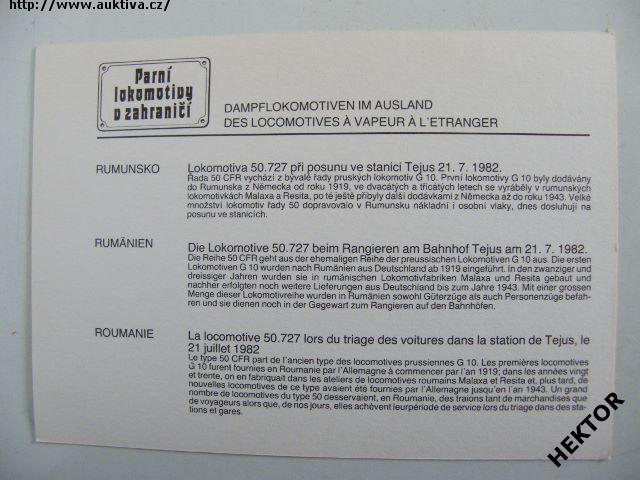 http://www.auktiva.cz/
Parní
lokomotivy
v zahraničí
DAMPFLOKOMOTIVEN IM AUSLAND
DES LOCOMOTIVES À VAPEUR À L'ETRANGER
RUMUNSKO
Lokomotiva 50.727 při posunu ve stanici Tejus 21. 7. 1982.
Řada 50 CFR vychází z bývalé řady pruských lokomotiv G 10. První lokomotivy G 10 byly dodávány
do Rumunska z Německa od roku 1919, ve dvacátých a třicátých letech se vyráběly v rumunských
lokomotivkách Malaxa a Resita, po té ještě přibyly další dodávkami z Německa až do roku 1943. Velké
množství lokomotiv řady 50 dopravovalo v Rumunsku nákladní i osobní vlaky, dnes dosluhují na
posunu ve stanicích.
RUMÄNIEN
Die Lokomotive 50.727 beim Rangieren am Bahnhof Tejus am 21. 7. 1982.
Die Reihe 50 CFR geht aus der ehemaligen Reihe der preussischen Lokomotiven G 10 aus. Die ersten
Lokomotiven G 10 wurden nach Rumänien aus Deutschland ab 1919 eingeführt. In den zwanziger und
dreissiger Jahren wurden sie in rumänischen Lokomotivfabriken Malaxa und Resita gebaut und
nachher erfolgten noch weitere Lieferungen aus Deutschland bis zum Jahre 1943. Mit einer grossen
Menge dieser Lokomotivreihe wurden in Rumänien sowohl Güterzüge als auch Personenzüge befah-
ren und sie dienen noch in der Gegewart zum Rangieren auf den Bahnhöfen.
ROUMANIE
La locomotive 50.727 lors du triage des voitures dans la station de Tejus, le
21 juillet 1982
Le type 50 CFR part de l'ancien type des locomotives prussiennes G 10. Les premières locomotives
G 10 furent fournies en Roumanie par l'Allemagne à commencer par l'an 1919; dans les années vingt
et trente, on en fabriquait dans les ateliers de locomotives roumains Malaxa et Resita et, plus tard, de
nouvelles locomotives de ce type avaient été fournies par l'Allemagne jusqu'en l'an 1943. Un grand
nombre de locomotives du type 50 desservaient, en Roumanie, des traions tant de marchandises que
de voyageurs alors que, de nos jours, elles achèvent leurpériode de service lors du triage dans des sta-
tions et gares.
HEKTOR